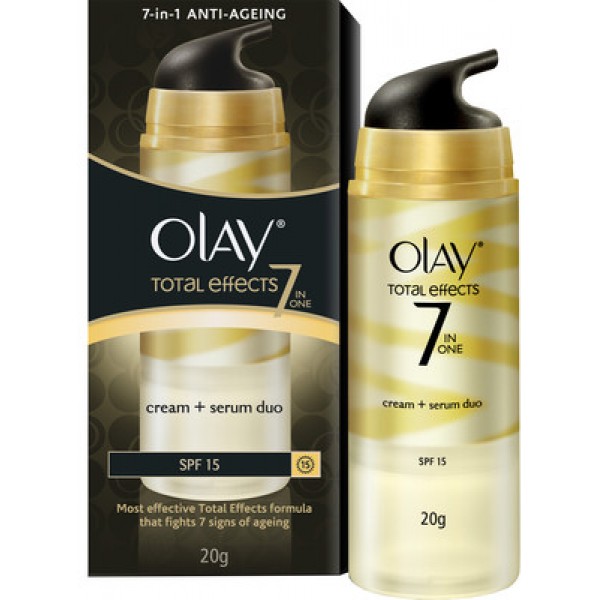 7-in-1 ANTI-AGEING
OLAY®
TOTAL effects 7 IN ONE
cream + serum duo
SPF 15
15
Most effective Total Effects formula
that fights 7 signs of ageing
20g
OLAY®
TOTAL effects
7 IN ONE
cream + serum duo
SPF 15
20g